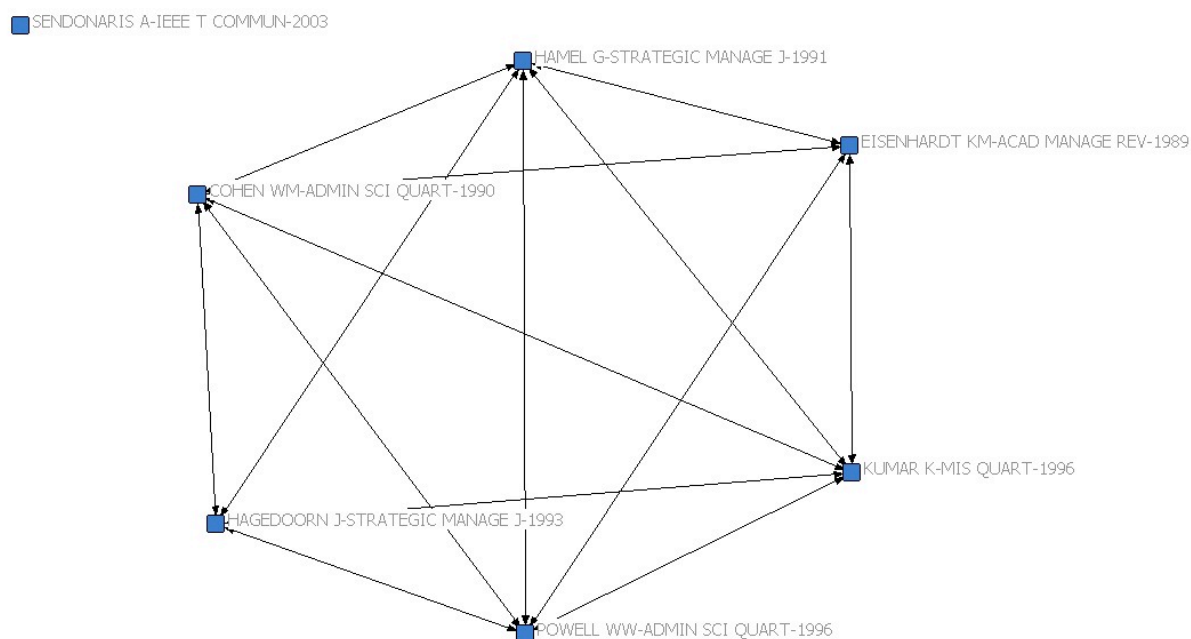 SENDONARIS A-IEEE T COMMUN-2003
HAMEL G-STRATEGIC MANAGE J-1991
EISENHARDT KM-ACAD MANAGE REV-1989
COHEN WM-ADMIN SCI QUART-1990
KUMAR K-MIS QUART-1996
HAGEDOORN J-STRATEGIC MANAGE J-1993
POWELL WW-ADMIN SCI QUART-1996